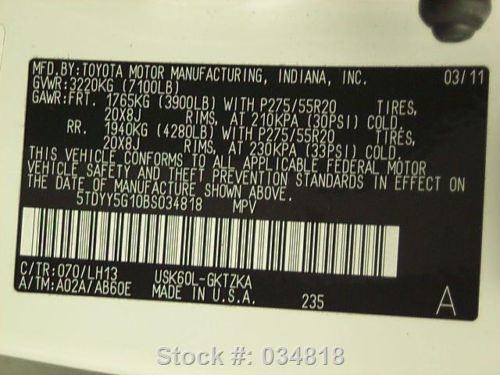 MFD.BY:TOYOTA MOTOR MANUFACTURING, INDIANA, INC. 03/11
GVWR:3220KG (7100LB)
GAWR:FRT. 1765KG (3900LB) WITH P275/55R20 TIRES,
20X8J RIMS, AT 210KPA (30PSI) COLD.
RR. 1940KG (4280LB) WITH P275/55R20 TIRES,
20X8J RIMS, AT 230KPA (33PSI) COLD.
THIS VEHICLE CONFORMS TO ALL APPLICABLE FEDERAL MOTOR
VEHICLE SAFETY AND THEFT PREVENTION STANDARDS IN EFFECT ON
THE DATE OF MANUFACTURE SHOWN ABOVE.
5TDYY5G10BS034818 MPV
C/TR:070/LH13 USK60L-GKTZKA
A/TM:A02A/AB60E MADE IN U.S.A. 235 A
Stock #: 034818